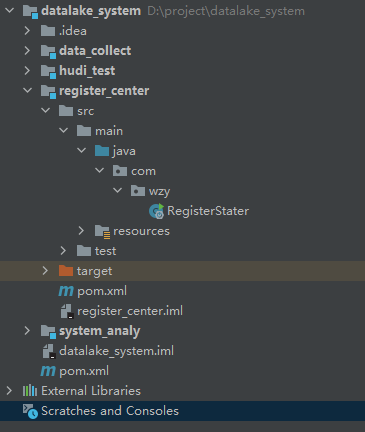 datalake_system D:\project\datalake_system
.idea
data_collect
hudi_test
register_center
src
main
java
com
wzy
RegisterStater
resources
test
target
m pom.xml
register_center.iml
system_analy
datalake_system.iml
m pom.xml
External Libraries
Scratches and Consoles